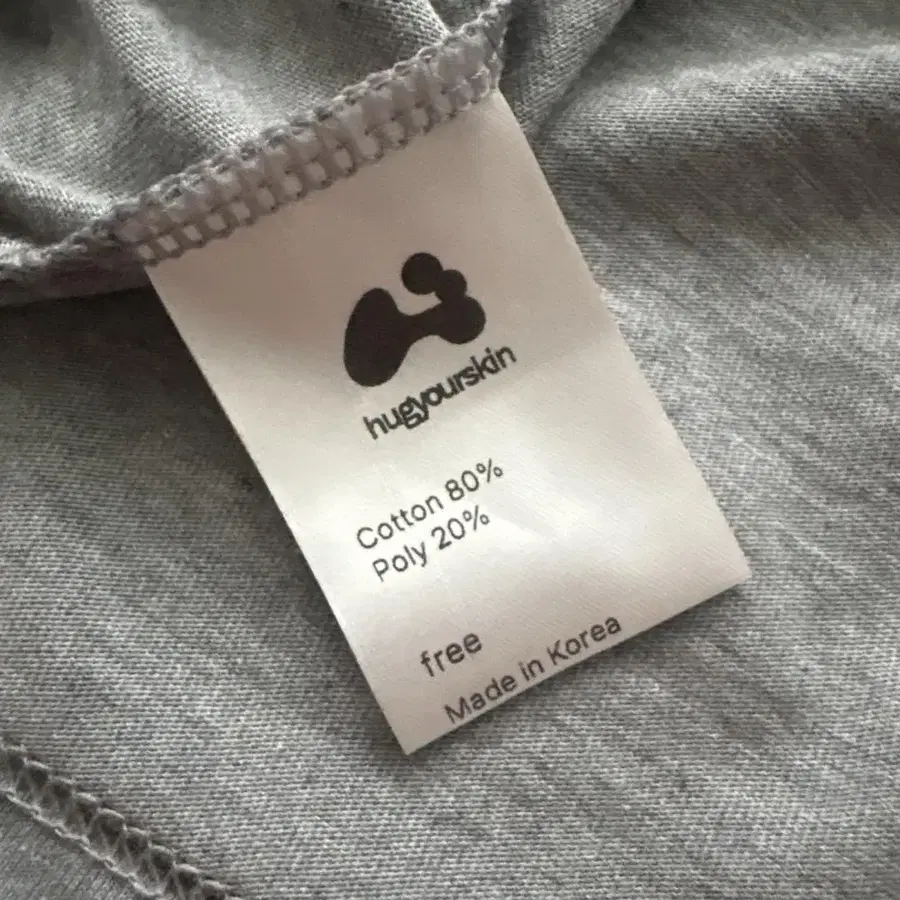 hugyourskin
Cotton 80%
Poly 20%
free
Made in Korea